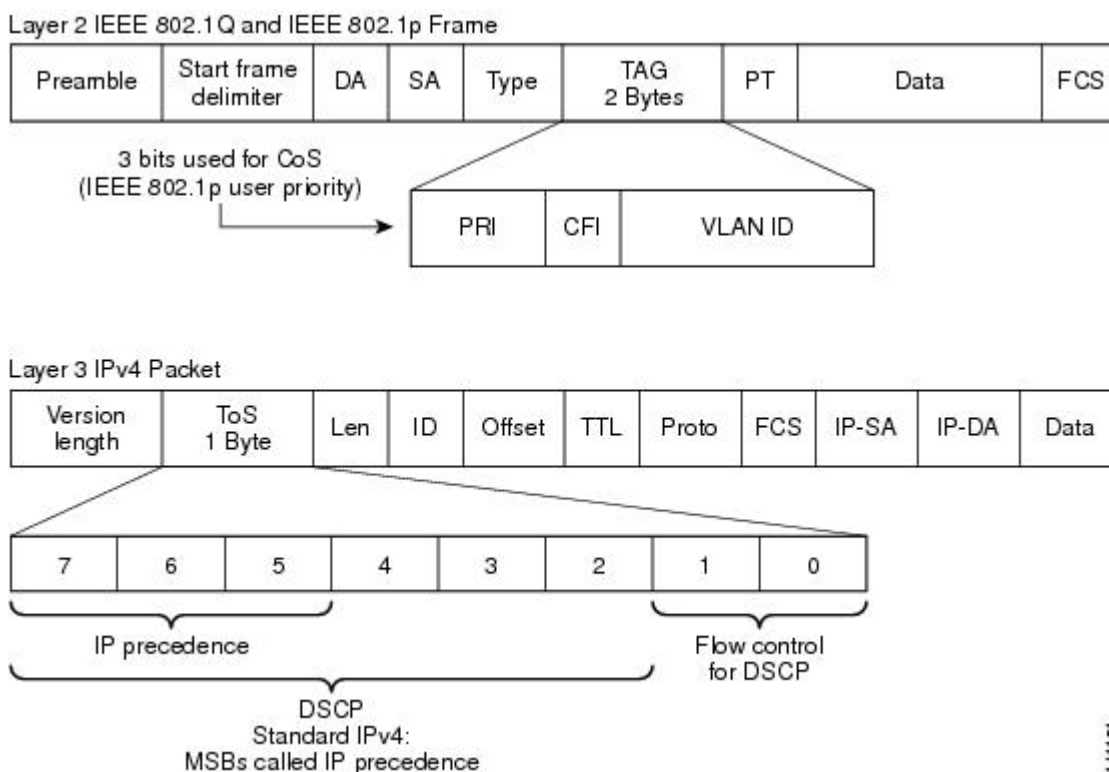 Layer 2 IEEE 802.1Q and IEEE 802.1p Frame
Preamble
Start frame
delimiter
DA
SA
Type
TAG
2 Bytes
PT
Data
FCS
3 bits used for CoS
(IEEE 802.1p user priority)
PRI
CFI
VLAN ID
Layer 3 IPv4 Packet
Version
length
ToS
1 Byte
Len
ID
Offset
TTL
Proto
FCS
IP-SA
IP-DA
Data
7
6
5
4
3
2
1
0
IP precedence
Flow control
for DSCP
DSCP
Standard IPv4:
MSBs called IP precedence